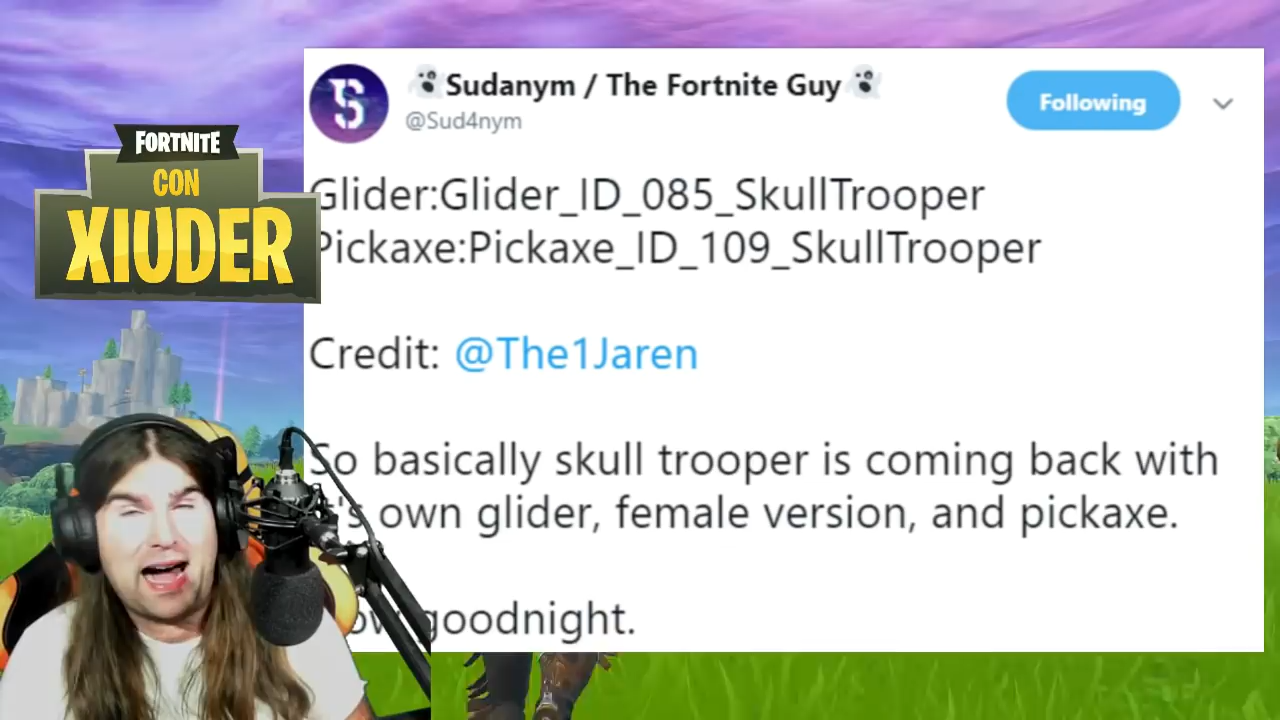 FORTNITE
CON
XIUDER
Sudanym / The Fortnite Guy
@Sud4nym
Following
Glider:Glider_ID_085_SkullTrooper
Pickaxe:Pickaxe_ID_109_SkullTrooper
Credit: @The1Jaren
So basically skull trooper is coming back with
it's own glider, female version, and pickaxe.
goodnight.